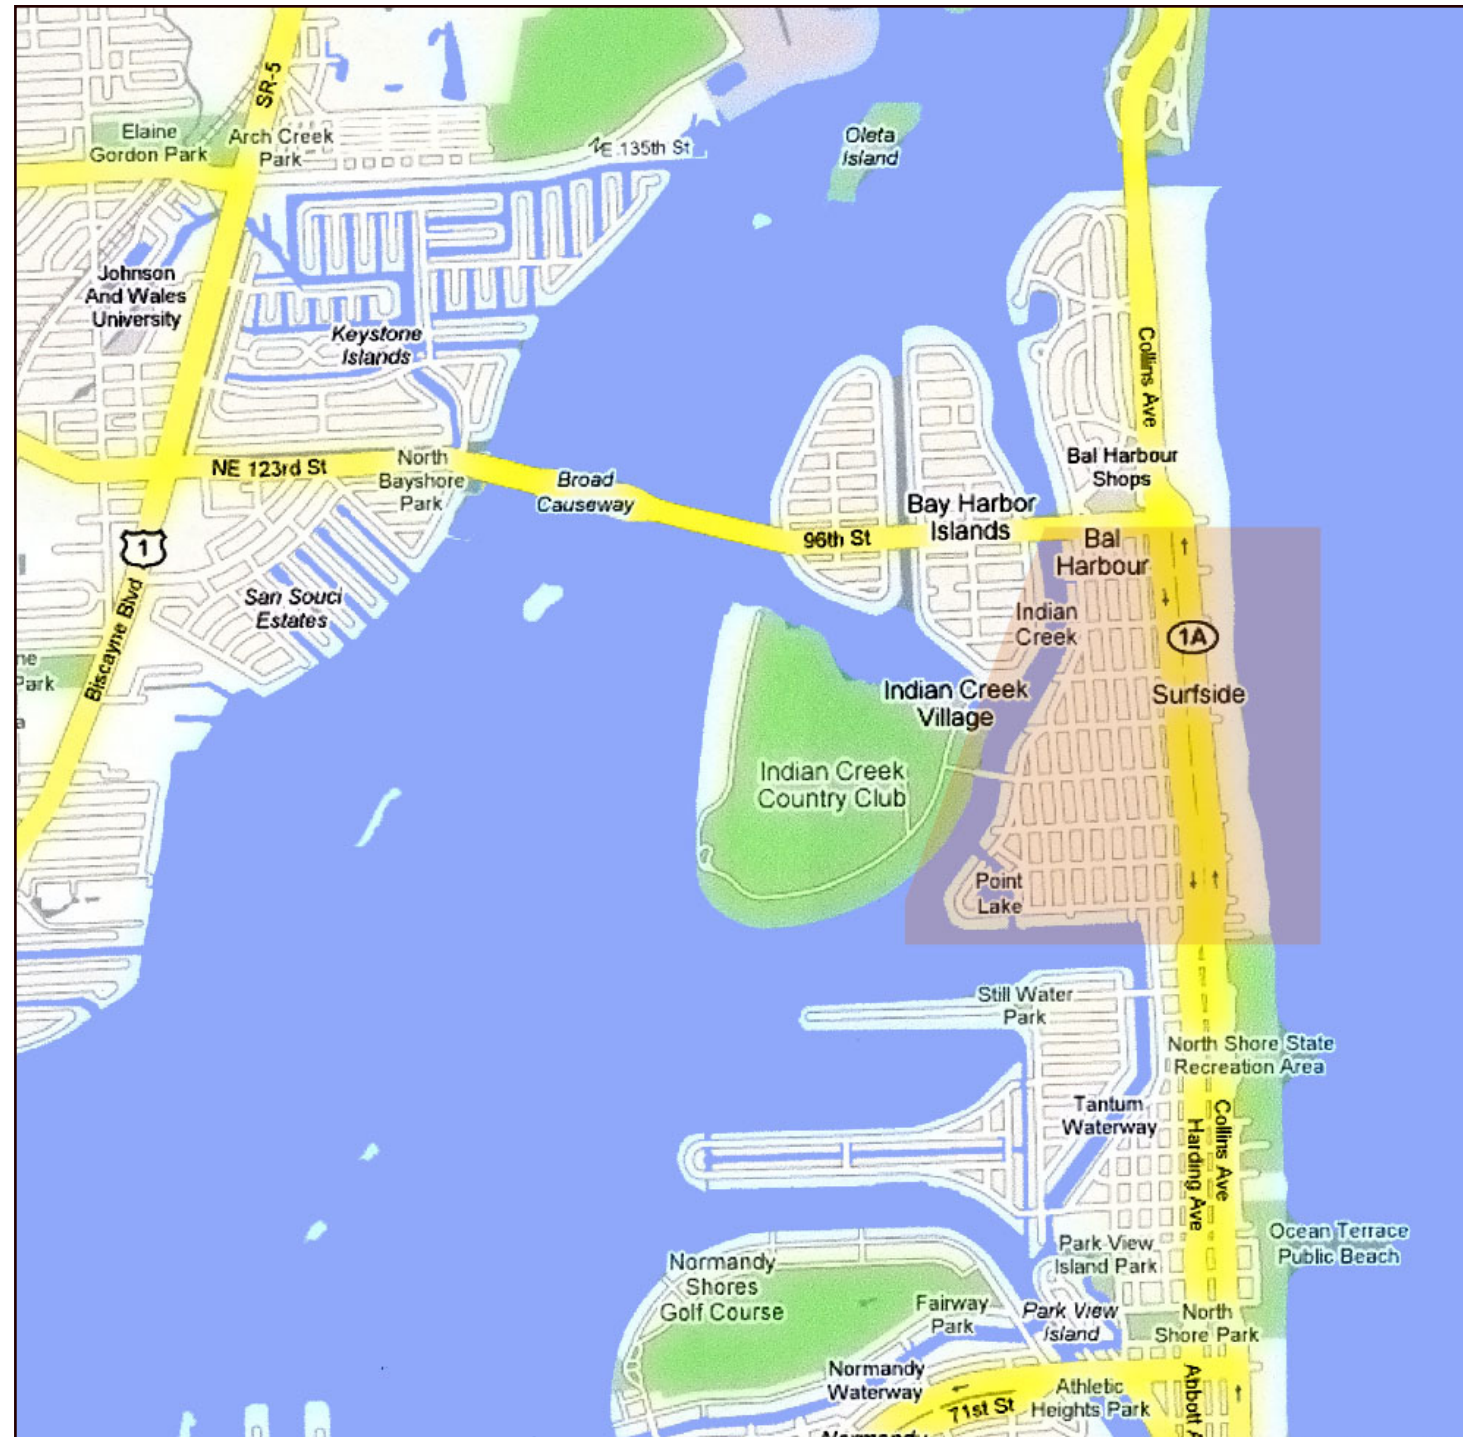 SR-5
Elaine
Gordon Park
Arch Creek
Park
NE 135th St
Oleta
Island
Johnson
And Wales
University
Keystone
Islands
Collins Ave
NE 123rd St
North
Bayshore
Park
Broad
Causeway
Bal Harbour
Shops
Bay Harbor
Islands
96th St
Bal
Harbour
1
Biscayne Blvd
San Souci
Estates
Indian
Creek
1A
ne
Park
a
Indian Creek
Village
Surfside
Indian Creek
Country Club
Point
Lake
Still Water
Park
North Shore State
Recreation Area
Tantum
Waterway
Collins Ave
Harding Ave
Ocean Terrace
Public Beach
Park View
Island Park
Normandy
Shores
Golf Course
Fairway
Park
Park View
Island
North
Shore Park
Normandy
Waterway
71st St
Athletic
Heights Park
Abbott A
Normandy